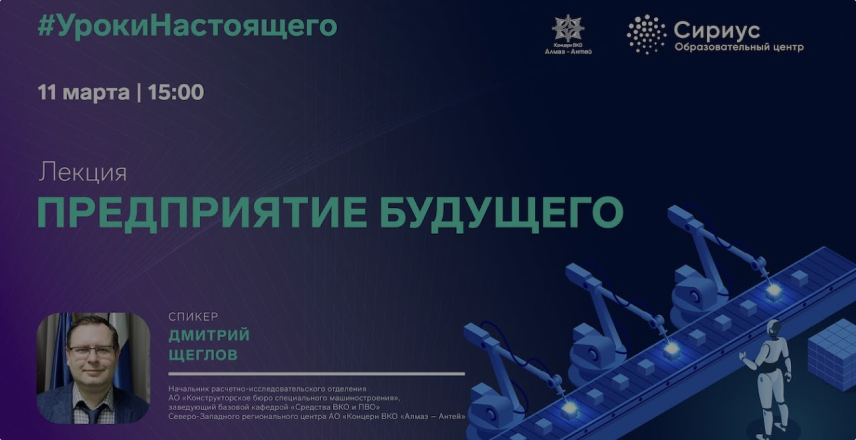 #УрокиНастоящего
Концерн ВКО
Алмаз – Антей
Сириус
Образовательный центр
11 марта | 15:00
Лекция
ПРЕДПРИЯТИЕ БУДУЩЕГО
СПИКЕР
ДМИТРИЙ
ЩЕГЛОВ
Начальник расчетно-исследовательского отделения
АО «Конструкторское бюро специального машиностроения»,
заведующий базовой кафедрой «Средства ВКО и ПВО»
Северо-Западного регионального центра АО «Концерн ВКО «Алмаз — Антей»